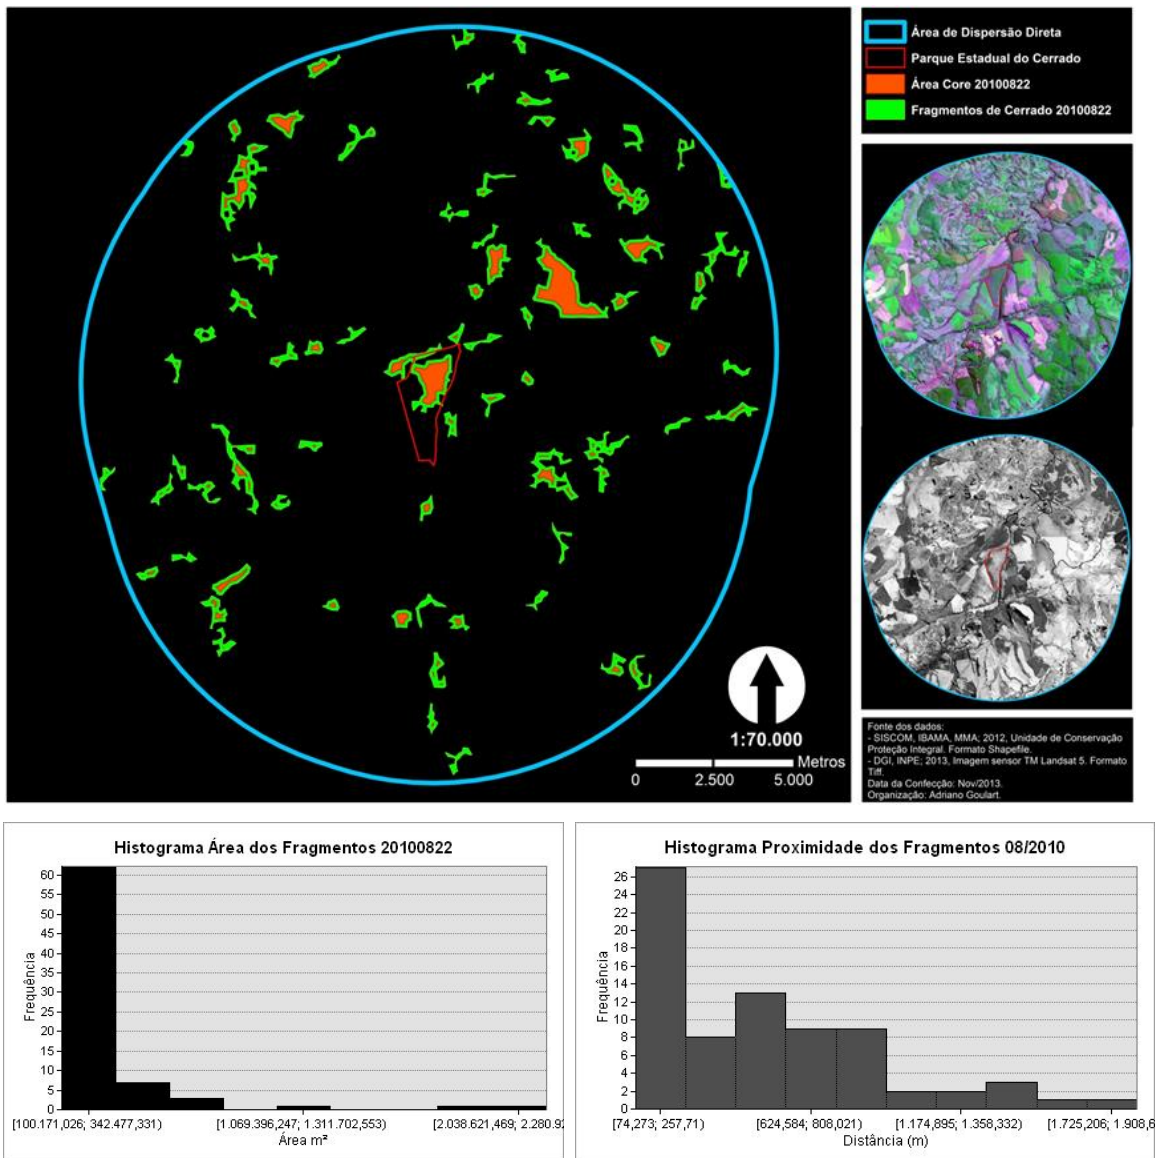 Área de Dispersão Direta
Parque Estadual do Cerrado
Área Core 20100822
Fragmentos de Cerrado 20100822
1:70.000
Metros
0 2.500 5.000
Fonte dos dados:
- SISCOM, IBAMA, MMA; 2012, Unidade de Conservação
Proteção Integral. Formato Shapefile.
- DGI, INPE; 2013, Imagem sensor TM Landsat 5. Formato
Tiff.
Data da Confecção: Nov/2013.
Organização: Adriano Goulart.
Histograma Área dos Fragmentos 20100822
60
55
50
45
40
35
30
25
20
15
10
5
0
Frequência
[100.171,026; 342.477,331) [1.069.396,247; 1.311.702,553) [2.038.621,469; 2.280.92
Área m²
Histograma Proximidade dos Fragmentos 08/2010
26
24
22
20
18
16
14
12
10
8
6
4
2
0
Frequência
[74,273; 257,71) [624,584; 808,021) [1.174,895; 1.358,332) [1.725,206; 1.908,6
Distância (m)